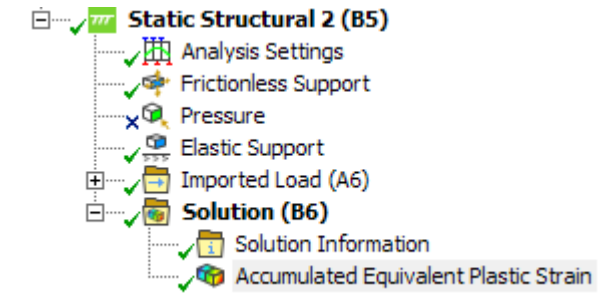 Static Structural 2 (B5)
Analysis Settings
Frictionless Support
Pressure
Elastic Support
Imported Load (A6)
Solution (B6)
Solution Information
Accumulated Equivalent Plastic Strain